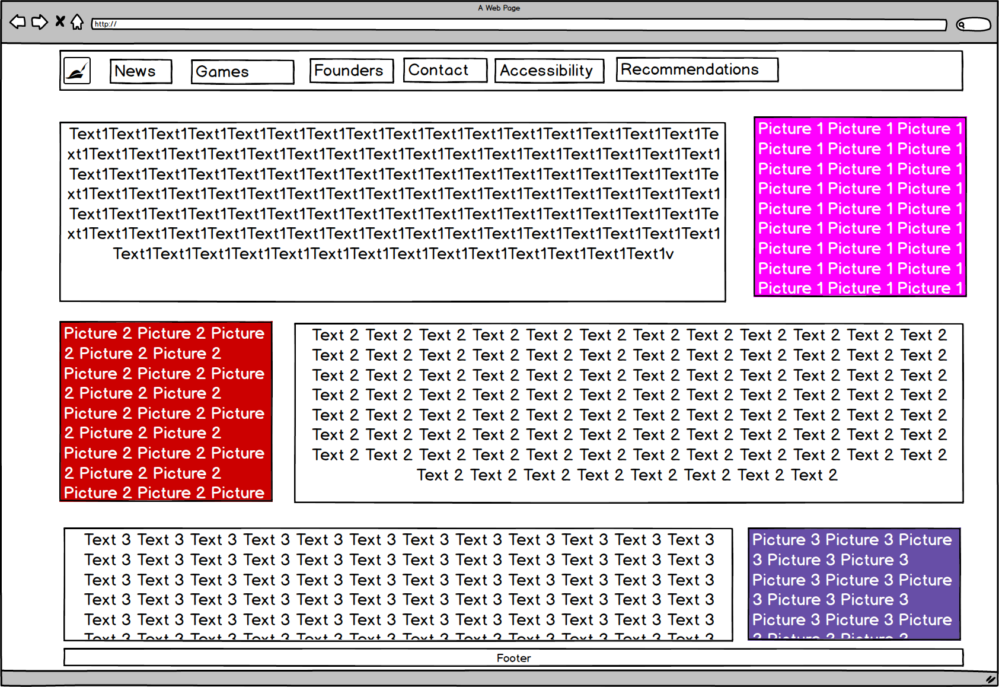 A Web Page
http://
News
Games
Founders
Contact
Accessibility
Recommendations
Text1Text1Text1Text1Text1Text1Text1Text1Text1Text1Text1Text1Text1Text1Text1Text1Te
xt1Text1Text1Text1Text1Text1Text1Text1Text1Text1Text1Text1Text1Text1Text1Text1Text1
Text1Text1Text1Text1Text1Text1Text1Text1Text1Text1Text1Text1Text1Text1Text1Text1Te
xt1Text1Text1Text1Text1Text1Text1Text1Text1Text1Text1Text1Text1Text1Text1Text1Text1
Text1Text1Text1Text1Text1Text1Text1Text1Text1Text1Text1Text1Text1Text1Text1Text1Te
xt1Text1Text1Text1Text1Text1Text1Text1Text1Text1Text1Text1Text1Text1Text1Text1Text1
Text1Text1Text1Text1Text1Text1Text1Text1Text1Text1Text1Text1Text1Text1v
Picture 1 Picture 1 Picture 1
Picture 1 Picture 1 Picture 1
Picture 1 Picture 1 Picture 1
Picture 1 Picture 1 Picture 1
Picture 1 Picture 1 Picture 1
Picture 1 Picture 1 Picture 1
Picture 1 Picture 1 Picture 1
Picture 1 Picture 1 Picture 1
Picture 1 Picture 1 Picture 1
Picture 2 Picture 2 Picture
2 Picture 2 Picture 2
Picture 2 Picture 2 Picture
2 Picture 2 Picture 2
Picture 2 Picture 2 Picture
2 Picture 2 Picture 2
Picture 2 Picture 2 Picture
2 Picture 2 Picture 2
Picture 2 Picture 2 Picture
Text 2 Text 2 Text 2 Text 2 Text 2 Text 2 Text 2 Text 2 Text 2 Text 2 Text 2 Text 2
Text 2 Text 2 Text 2 Text 2 Text 2 Text 2 Text 2 Text 2 Text 2 Text 2 Text 2 Text 2
Text 2 Text 2 Text 2 Text 2 Text 2 Text 2 Text 2 Text 2 Text 2 Text 2 Text 2 Text 2
Text 2 Text 2 Text 2 Text 2 Text 2 Text 2 Text 2 Text 2 Text 2 Text 2 Text 2 Text 2
Text 2 Text 2 Text 2 Text 2 Text 2 Text 2 Text 2 Text 2 Text 2 Text 2 Text 2 Text 2
Text 2 Text 2 Text 2 Text 2 Text 2 Text 2 Text 2 Text 2 Text 2 Text 2 Text 2 Text 2
Text 2 Text 2 Text 2 Text 2 Text 2 Text 2 Text 2 Text 2 Text 2 Text 2 Text 2 Text 2
Text 2 Text 2 Text 2 Text 2 Text 2 Text 2 Text 2 Text 2
Text 3 Text 3 Text 3 Text 3 Text 3 Text 3 Text 3 Text 3 Text 3 Text 3 Text 3 Text 3
Text 3 Text 3 Text 3 Text 3 Text 3 Text 3 Text 3 Text 3 Text 3 Text 3 Text 3 Text 3
Text 3 Text 3 Text 3 Text 3 Text 3 Text 3 Text 3 Text 3 Text 3 Text 3 Text 3 Text 3
Text 3 Text 3 Text 3 Text 3 Text 3 Text 3 Text 3 Text 3 Text 3 Text 3 Text 3 Text 3
Text 3 Text 3 Text 3 Text 3 Text 3 Text 3 Text 3 Text 3 Text 3 Text 3 Text 3 Text 3
Picture 3 Picture 3 Picture
3 Picture 3 Picture 3
Picture 3 Picture 3 Picture
3 Picture 3 Picture 3
Picture 3 Picture 3 Picture
Footer